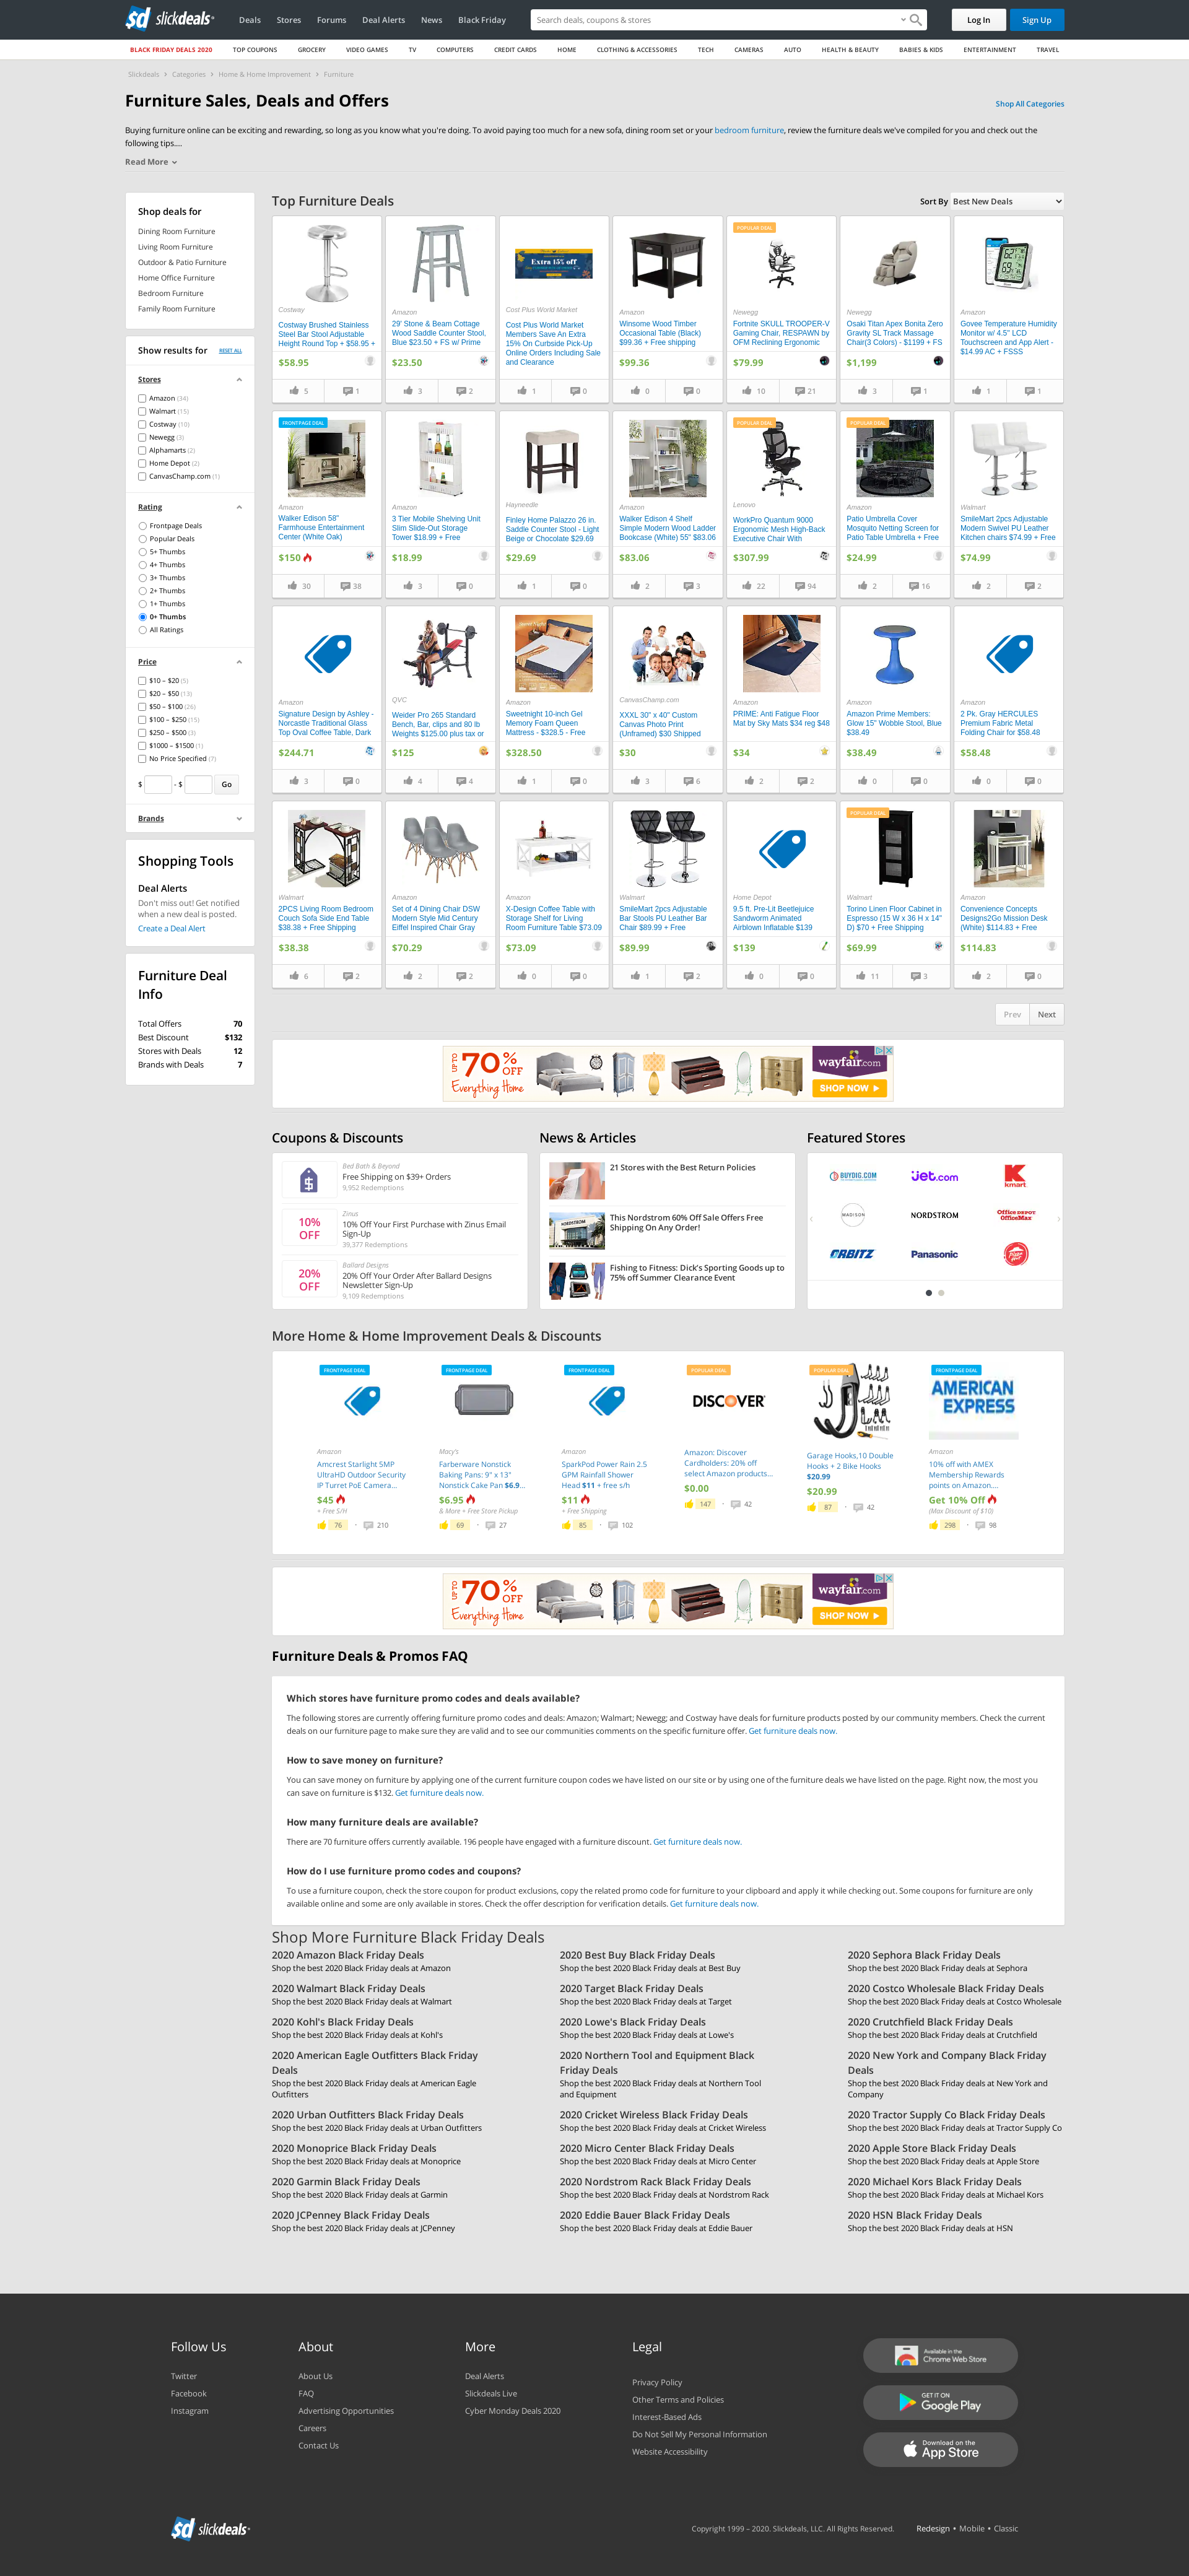 sd slickdeals
Deals
Stores
Forums
Deal Alerts
News
Black Friday
Search deals, coupons & stores
Log In
Sign Up
BLACK FRIDAY DEALS 2020
TOP COUPONS
GROCERY
VIDEO GAMES
TV
COMPUTERS
CREDIT CARDS
HOME
CLOTHING & ACCESSORIES
TECH
CAMERAS
AUTO
HEALTH & BEAUTY
BABIES & KIDS
ENTERTAINMENT
TRAVEL
Slickdeals › Categories › Home & Home Improvement › Furniture
Furniture Sales, Deals and Offers
Shop All Categories
Buying furniture online can be exciting and rewarding, so long as you know what you're doing. To avoid paying too much for a new sofa, dining room set or your bedroom furniture, review the furniture deals we've compiled for you and check out the
following tips....
Read More
Shop deals for
Dining Room Furniture
Living Room Furniture
Outdoor & Patio Furniture
Home Office Furniture
Bedroom Furniture
Family Room Furniture
Show results for
RESET ALL
Stores
Amazon (34)
Walmart (15)
Costway (10)
Newegg (3)
Alphamarts (2)
Home Depot (2)
CanvasChamp.com (1)
Rating
Frontpage Deals
Popular Deals
5+ Thumbs
4+ Thumbs
3+ Thumbs
2+ Thumbs
1+ Thumbs
0+ Thumbs
All Ratings
Price
$10 – $20 (5)
$20 – $50 (13)
$50 – $100 (26)
$100 – $250 (15)
$250 – $500 (3)
$1000 – $1500 (1)
No Price Specified (7)
$ - $ Go
Brands
Shopping Tools
Deal Alerts
Don't miss out! Get notified
when a new deal is posted.
Create a Deal Alert
Furniture Deal
Info
Total Offers 70
Best Discount $132
Stores with Deals 12
Brands with Deals 7
Top Furniture Deals
Sort By Best New Deals
Costway
Costway Brushed Stainless
Steel Bar Stool Adjustable
Height Round Top + $58.95 +
$58.95
5 1
Amazon
29' Stone & Beam Cottage
Wood Saddle Counter Stool,
Blue $23.50 + FS w/ Prime
$23.50
3 2
Extra 15% off
Cost Plus World Market
Cost Plus World Market
Members Save An Extra
15% On Curbside Pick-Up
Online Orders Including Sale
and Clearance
1 0
Amazon
Winsome Wood Timber
Occasional Table (Black)
$99.36 + Free shipping
$99.36
0 0
POPULAR DEAL
Newegg
Fortnite SKULL TROOPER-V
Gaming Chair, RESPAWN by
OFM Reclining Ergonomic
$79.99
10 21
Newegg
Osaki Titan Apex Bonita Zero
Gravity SL Track Massage
Chair(3 Colors) - $1199 + FS
$1,199
3 1
Amazon
Govee Temperature Humidity
Monitor w/ 4.5" LCD
Touchscreen and App Alert -
$14.99 AC + FSSS
1 1
FRONTPAGE DEAL
Amazon
Walker Edison 58"
Farmhouse Entertainment
Center (White Oak)
$150
30 38
Amazon
3 Tier Mobile Shelving Unit
Slim Slide-Out Storage
Tower $18.99 + Free
$18.99
3 0
Hayneedle
Finley Home Palazzo 26 in.
Saddle Counter Stool - Light
Beige or Chocolate $29.69
$29.69
1 0
Amazon
Walker Edison 4 Shelf
Simple Modern Wood Ladder
Bookcase (White) 55" $83.06
$83.06
2 3
POPULAR DEAL
Lenovo
WorkPro Quantum 9000
Ergonomic Mesh High-Back
Executive Chair With
$307.99
22 94
POPULAR DEAL
Amazon
Patio Umbrella Cover
Mosquito Netting Screen for
Patio Table Umbrella + Free
$24.99
2 16
Walmart
SmileMart 2pcs Adjustable
Modern Swivel PU Leather
Kitchen chairs $74.99 + Free
$74.99
2 2
Amazon
Signature Design by Ashley -
Norcastle Traditional Glass
Top Oval Coffee Table, Dark
$244.71
3 0
QVC
Weider Pro 265 Standard
Bench, Bar, clips and 80 lb
Weights $125.00 plus tax or
$125
4 4
Amazon
Sweetnight 10-inch Gel
Memory Foam Queen
Mattress - $328.5 - Free
$328.50
1 0
CanvasChamp.com
XXXL 30" x 40" Custom
Canvas Photo Print
(Unframed) $30 Shipped
$30
3 6
Amazon
PRIME: Anti Fatigue Floor
Mat by Sky Mats $34 reg $48
$34
2 2
Amazon
Amazon Prime Members:
Glow 15" Wobble Stool, Blue
$38.49
$38.49
0 0
Amazon
2 Pk. Gray HERCULES
Premium Fabric Metal
Folding Chair for $58.48
$58.48
0 0
Walmart
2PCS Living Room Bedroom
Couch Sofa Side End Table
$38.38 + Free Shipping
$38.38
6 2
Amazon
Set of 4 Dining Chair DSW
Modern Style Mid Century
Eiffel Inspired Chair Gray
$70.29
2 2
Amazon
X-Design Coffee Table with
Storage Shelf for Living
Room Furniture Table $73.09
$73.09
0 0
Walmart
SmileMart 2pcs Adjustable
Bar Stools PU Leather Bar
Chair $89.99 + Free
$89.99
1 2
Home Depot
9.5 ft. Pre-Lit Beetlejuice
Sandworm Animated
Airblown Inflatable $139
$139
0 0
POPULAR DEAL
Walmart
Torino Linen Floor Cabinet in
Espresso (15 W x 36 H x 14"
D) $70 + Free Shipping
$69.99
11 3
Amazon
Convenience Concepts
Designs2Go Mission Desk
(White) $114.83 + Free
$114.83
2 0
Prev
Next
UP TO 70% OFF Everything Home
wayfair.com
SHOP NOW
Coupons & Discounts
Bed Bath & Beyond
Free Shipping on $39+ Orders
9,952 Redemptions
10% OFF
Zinus
10% Off Your First Purchase with Zinus Email
Sign-Up
39,377 Redemptions
20% OFF
Ballard Designs
20% Off Your Order After Ballard Designs
Newsletter Sign-Up
9,109 Redemptions
News & Articles
21 Stores with the Best Return Policies
NORDSTROM
This Nordstrom 60% Off Sale Offers Free
Shipping On Any Order!
Fishing to Fitness: Dick's Sporting Goods up to
75% off Summer Clearance Event
Featured Stores
BUYDIG.COM
Jet.com
Kmart
MADISON
NORDSTROM
Office DEPOT
OfficeMax
ORBITZ
Panasonic
More Home & Home Improvement Deals & Discounts
FRONTPAGE DEAL
Amazon
Amcrest Starlight 5MP
UltraHD Outdoor Security
IP Turret PoE Camera...
$45
+ Free S/H
76 • 210
FRONTPAGE DEAL
Macy's
Farberware Nonstick
Baking Pans: 9" x 13"
Nonstick Cake Pan $6.9...
$6.95
& More + Free Store Pickup
69 • 27
FRONTPAGE DEAL
Amazon
SparkPod Power Rain 2.5
GPM Rainfall Shower
Head $11 + free s/h
$11
+ Free Shipping
85 • 102
POPULAR DEAL
DISCOVER
Amazon: Discover
Cardholders: 20% off
select Amazon products...
$0.00
147 • 42
POPULAR DEAL
Garage Hooks,10 Double
Hooks + 2 Bike Hooks
$20.99
$20.99
87 • 42
FRONTPAGE DEAL
AMERICAN EXPRESS
Amazon
10% off with AMEX
Membership Rewards
points on Amazon....
Get 10% Off
(Max Discount of $10)
298 • 98
UP TO 70% OFF Everything Home
wayfair.com
SHOP NOW
Furniture Deals & Promos FAQ
Which stores have furniture promo codes and deals available?
The following stores are currently offering furniture promo codes and deals: Amazon; Walmart; Newegg; and Costway have deals for furniture products posted by our community members. Check the current
deals on our furniture page to make sure they are valid and to see our communities comments on the specific furniture offer. Get furniture deals now.
How to save money on furniture?
You can save money on furniture by applying one of the current furniture coupon codes we have listed on our site or by using one of the furniture deals we have listed on the page. Right now, the most you
can save on furniture is $132. Get furniture deals now.
How many furniture deals are available?
There are 70 furniture offers currently available. 196 people have engaged with a furniture discount. Get furniture deals now.
How do I use furniture promo codes and coupons?
To use a furniture coupon, check the store coupon for product exclusions, copy the related promo code for furniture to your clipboard and apply it while checking out. Some coupons for furniture are only
available online and some are only available in stores. Check the offer description for verification details. Get furniture deals now.
Shop More Furniture Black Friday Deals
2020 Amazon Black Friday Deals
Shop the best 2020 Black Friday deals at Amazon
2020 Best Buy Black Friday Deals
Shop the best 2020 Black Friday deals at Best Buy
2020 Sephora Black Friday Deals
Shop the best 2020 Black Friday deals at Sephora
2020 Walmart Black Friday Deals
Shop the best 2020 Black Friday deals at Walmart
2020 Target Black Friday Deals
Shop the best 2020 Black Friday deals at Target
2020 Costco Wholesale Black Friday Deals
Shop the best 2020 Black Friday deals at Costco Wholesale
2020 Kohl's Black Friday Deals
Shop the best 2020 Black Friday deals at Kohl's
2020 Lowe's Black Friday Deals
Shop the best 2020 Black Friday deals at Lowe's
2020 Crutchfield Black Friday Deals
Shop the best 2020 Black Friday deals at Crutchfield
2020 American Eagle Outfitters Black Friday
Deals
Shop the best 2020 Black Friday deals at American Eagle
Outfitters
2020 Northern Tool and Equipment Black
Friday Deals
Shop the best 2020 Black Friday deals at Northern Tool
and Equipment
2020 New York and Company Black Friday
Deals
Shop the best 2020 Black Friday deals at New York and
Company
2020 Urban Outfitters Black Friday Deals
Shop the best 2020 Black Friday deals at Urban Outfitters
2020 Cricket Wireless Black Friday Deals
Shop the best 2020 Black Friday deals at Cricket Wireless
2020 Tractor Supply Co Black Friday Deals
Shop the best 2020 Black Friday deals at Tractor Supply Co
2020 Monoprice Black Friday Deals
Shop the best 2020 Black Friday deals at Monoprice
2020 Micro Center Black Friday Deals
Shop the best 2020 Black Friday deals at Micro Center
2020 Apple Store Black Friday Deals
Shop the best 2020 Black Friday deals at Apple Store
2020 Garmin Black Friday Deals
Shop the best 2020 Black Friday deals at Garmin
2020 Nordstrom Rack Black Friday Deals
Shop the best 2020 Black Friday deals at Nordstrom Rack
2020 Michael Kors Black Friday Deals
Shop the best 2020 Black Friday deals at Michael Kors
2020 JCPenney Black Friday Deals
Shop the best 2020 Black Friday deals at JCPenney
2020 Eddie Bauer Black Friday Deals
Shop the best 2020 Black Friday deals at Eddie Bauer
2020 HSN Black Friday Deals
Shop the best 2020 Black Friday deals at HSN
Follow Us
Twitter
Facebook
Instagram
About
About Us
FAQ
Advertising Opportunities
Careers
Contact Us
More
Deal Alerts
Slickdeals Live
Cyber Monday Deals 2020
Legal
Privacy Policy
Other Terms and Policies
Interest-Based Ads
Do Not Sell My Personal Information
Website Accessibility
Available in the
Chrome Web Store
GET IT ON
Google Play
Download on the
App Store
sd slickdeals
Copyright 1999 – 2020. Slickdeals, LLC. All Rights Reserved.
Redesign • Mobile • Classic